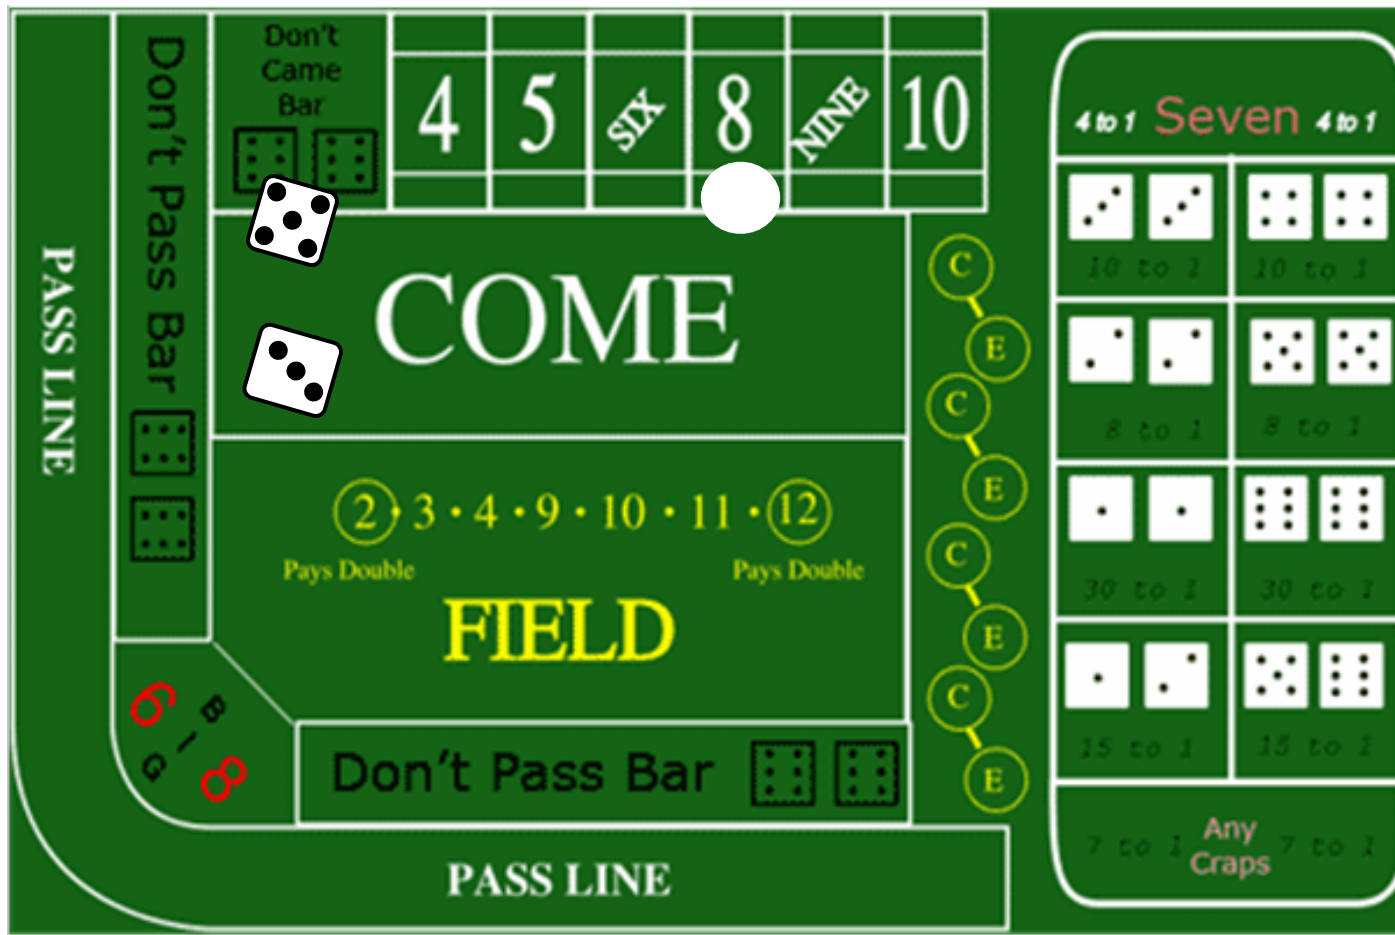 PASS LINE
Don't Pass Bar
Don't
Came
Bar
4 5 SIX 8 NINE 10
COME
2 · 3 · 4 · 9 · 10 · 11 · 12
Pays Double Pays Double
FIELD
6 B I G 8
Don't Pass Bar
PASS LINE
C
E
C
E
C
E
C
E
4 to 1 Seven 4 to 1
10 to 1 10 to 1
8 to 1 8 to 1
30 to 1 30 to 1
15 to 1 15 to 1
7 to 1 Any Craps 7 to 1